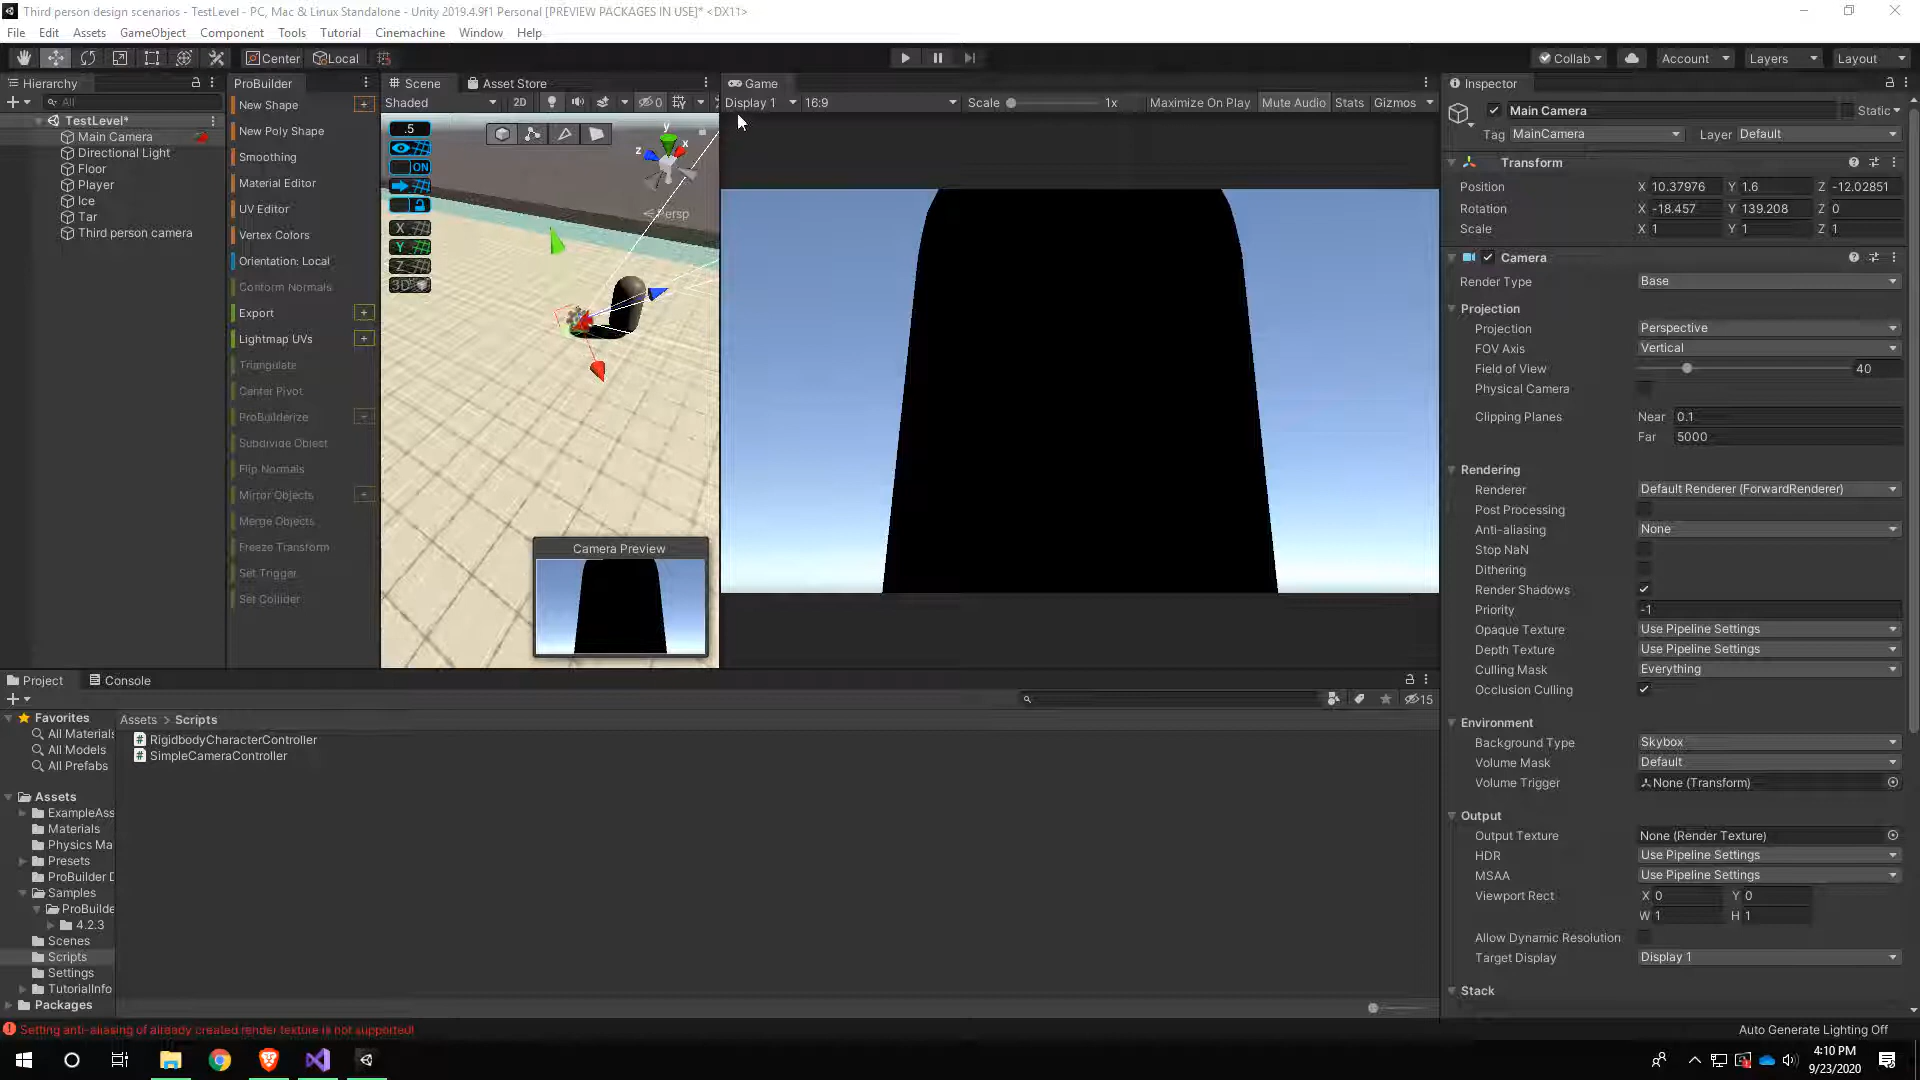 Third person design scenarios - TestLevel - PC, Mac & Linux Standalone - Unity 2019.4.9f1 Personal [PREVIEW PACKAGES IN USE]* <DX11>
File Edit Assets GameObject Component Tools Tutorial Cinemachine Window Help
Center Local Collab Account Layers Layout
Hierarchy
All
TestLevel*
Main Camera
Directional Light
Floor
Player
Ice
Tar
Third person camera
ProBuilder
New Shape
New Poly Shape
Smoothing
Material Editor
UV Editor
Vertex Colors
Orientation: Local
Conform Normals
Export
Lightmap UVs
Triangulate
Center Pivot
ProBuilderize
Subdivide Object
Flip Normals
Mirror Objects
Merge Objects
Freeze Transform
Set Trigger
Set Collider
Scene Asset Store
Shaded 2D 0
.5
ON
X
Y
Z
3D
y
x
z
Persp
Camera Preview
Game
Display 1 16:9 Scale 1x Maximize On Play Mute Audio Stats Gizmos
Inspector
Main Camera Static
Tag MainCamera Layer Default
Transform
Position X 10.37976 Y 1.6 Z -12.02851
Rotation X -18.457 Y 139.208 Z 0
Scale X 1 Y 1 Z 1
Camera
Render Type Base
Projection
Projection Perspective
FOV Axis Vertical
Field of View 40
Physical Camera
Clipping Planes Near 0.1
Far 5000
Rendering
Renderer Default Renderer (ForwardRenderer)
Post Processing
Anti-aliasing None
Stop NaN
Dithering
Render Shadows
Priority -1
Opaque Texture Use Pipeline Settings
Depth Texture Use Pipeline Settings
Culling Mask Everything
Occlusion Culling
Environment
Background Type Skybox
Volume Mask Default
Volume Trigger None (Transform)
Output
Output Texture None (Render Texture)
HDR Use Pipeline Settings
MSAA Use Pipeline Settings
Viewport Rect X 0 Y 0
W 1 H 1
Allow Dynamic Resolution
Target Display Display 1
Stack
Project Console
15
Favorites
All Materials
All Models
All Prefabs
Assets
ExampleAss
Materials
Physics Ma
Presets
ProBuilder D
Samples
ProBuilde
4.2.3
Scenes
Scripts
Settings
TutorialInfo
Packages
Assets > Scripts
RigidbodyCharacterController
SimpleCameraController
Setting anti-aliasing of already created render texture is not supported!
Auto Generate Lighting Off
4:10 PM
9/23/2020